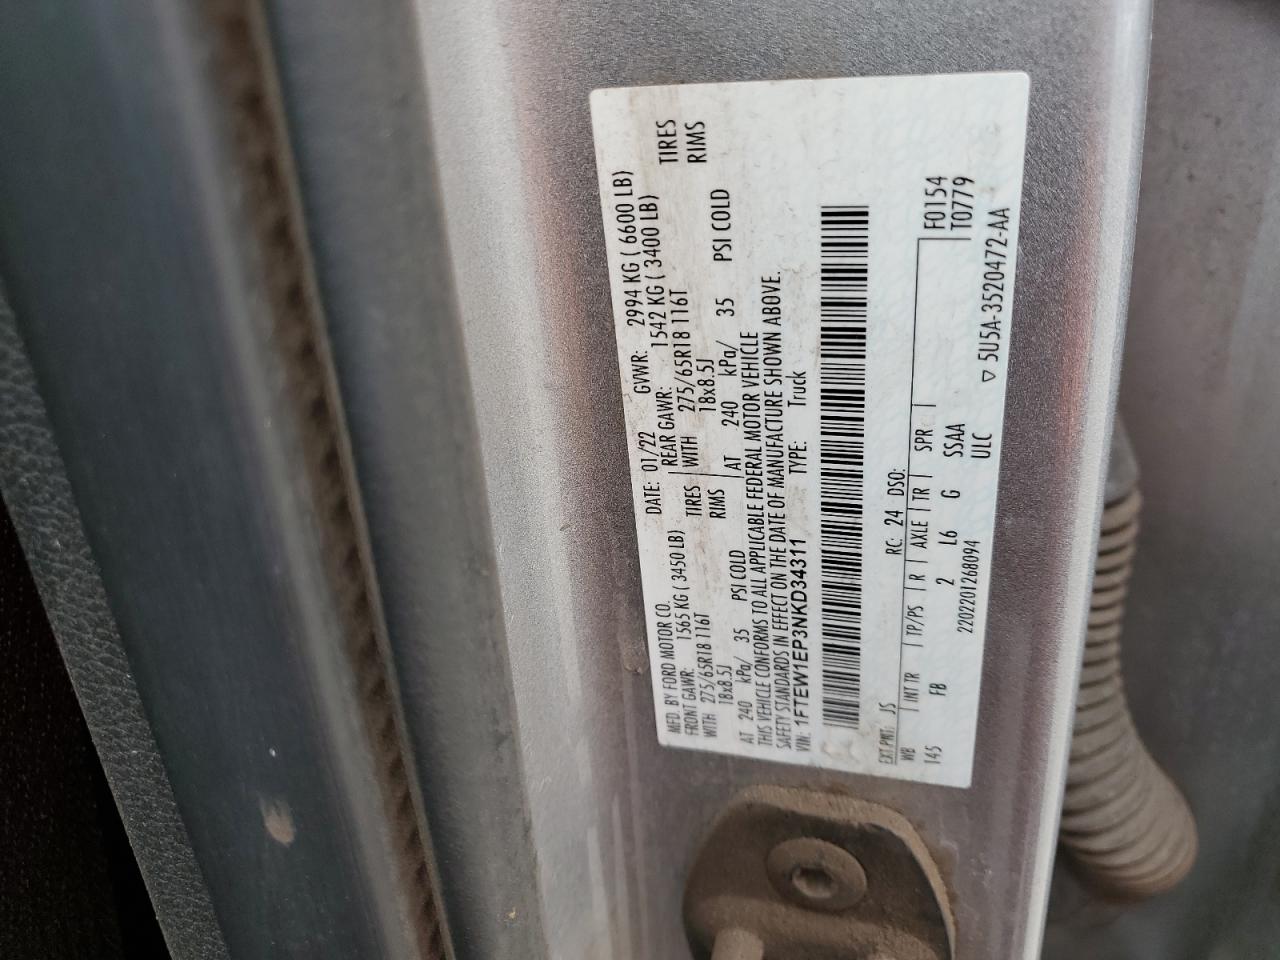 MFD. BY FORD MOTOR CO. DATE: 01/22 GVWR: 2994 KG ( 6600 LB)
FRONT GAWR: 1565 KG ( 3450 LB) REAR GAWR: 1542 KG ( 3400 LB)
WITH 275/65R18 116T TIRES WITH 275/65R18 116T TIRES
18x8.5J RIMS 18x8.5J RIMS
AT 240 kPa/ 35 PSI COLD AT 240 kPa/ 35 PSI COLD
THIS VEHICLE CONFORMS TO ALL APPLICABLE FEDERAL MOTOR VEHICLE
SAFETY STANDARDS IN EFFECT ON THE DATE OF MANUFACTURE SHOWN ABOVE.
VIN: 1FTEW1EP3NKD34311 TYPE: Truck
EXT PNT: JS RC: 24 DSO:
WB INT TR TP/PS R AXLE TR SPR F0154
145 FB 2 L6 G SSAA T0779
2202201268094 ULC
▽ 5U5A-3520472-AA